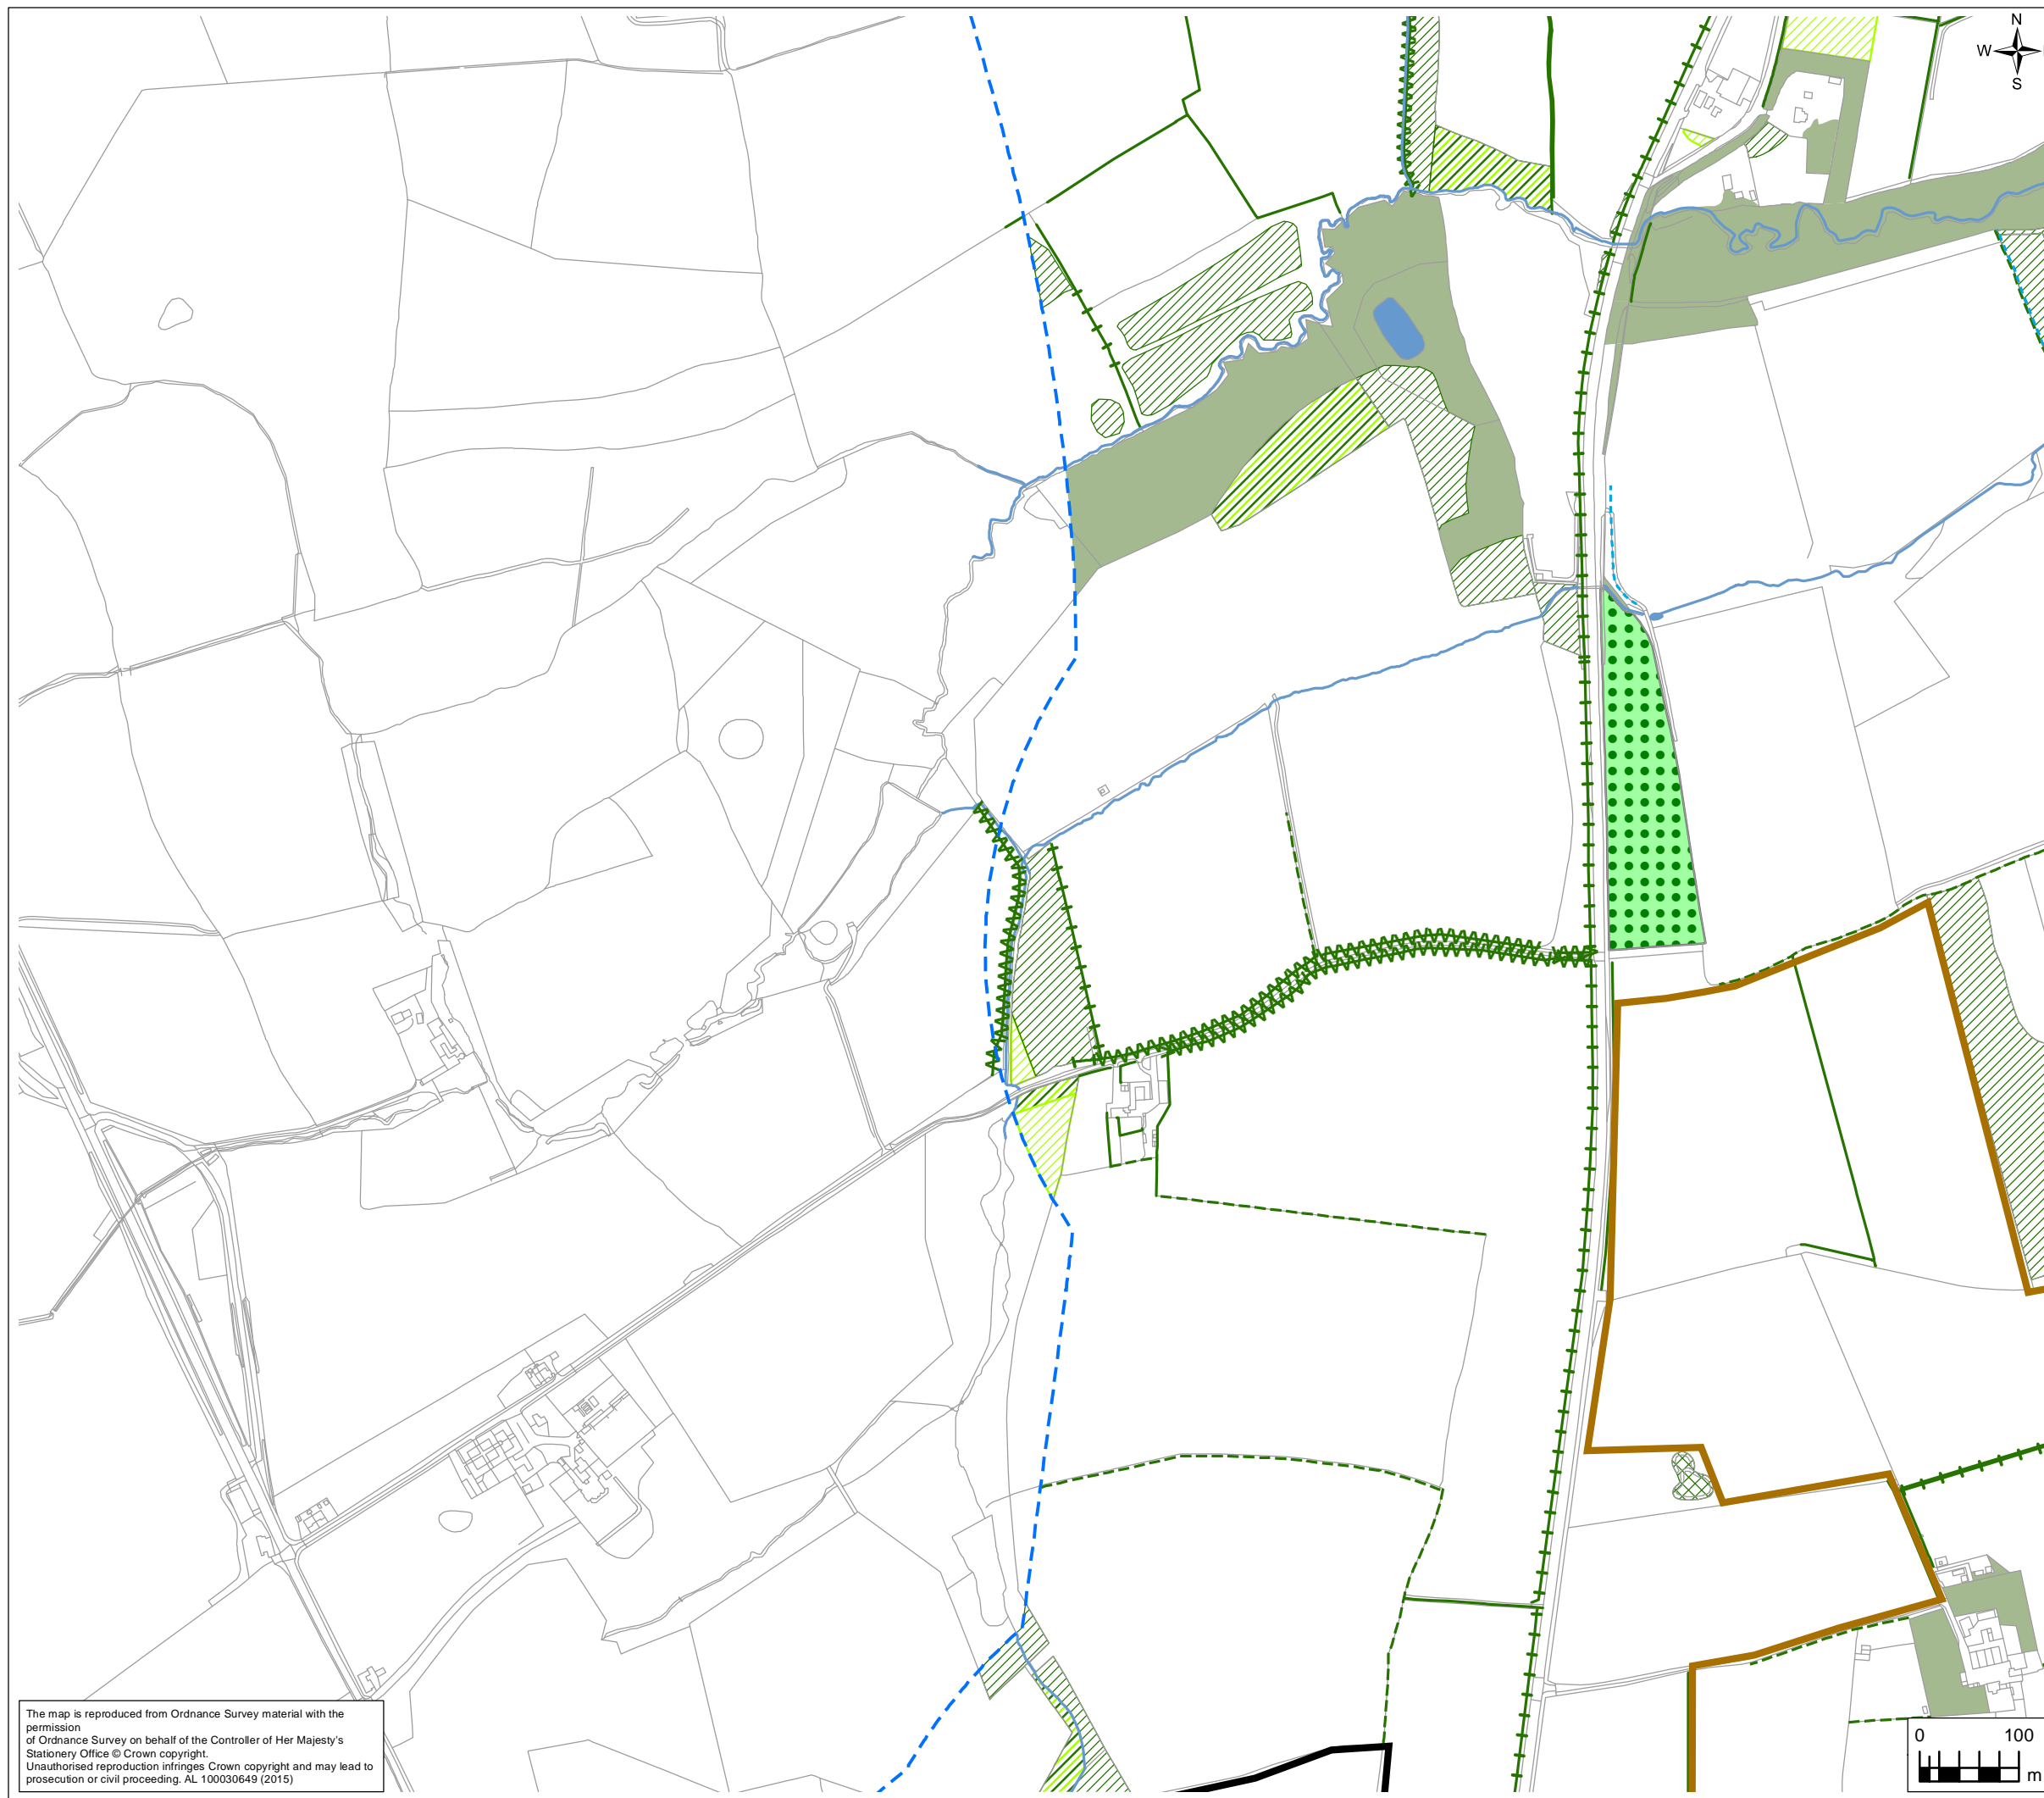 N
W
S
The map is reproduced from Ordnance Survey material with the
permission
of Ordnance Survey on behalf of the Controller of Her Majesty's
Stationery Office © Crown copyright.
Unauthorised reproduction infringes Crown copyright and may lead to
prosecution or civil proceeding. AL 100030649 (2015)
0 100
m